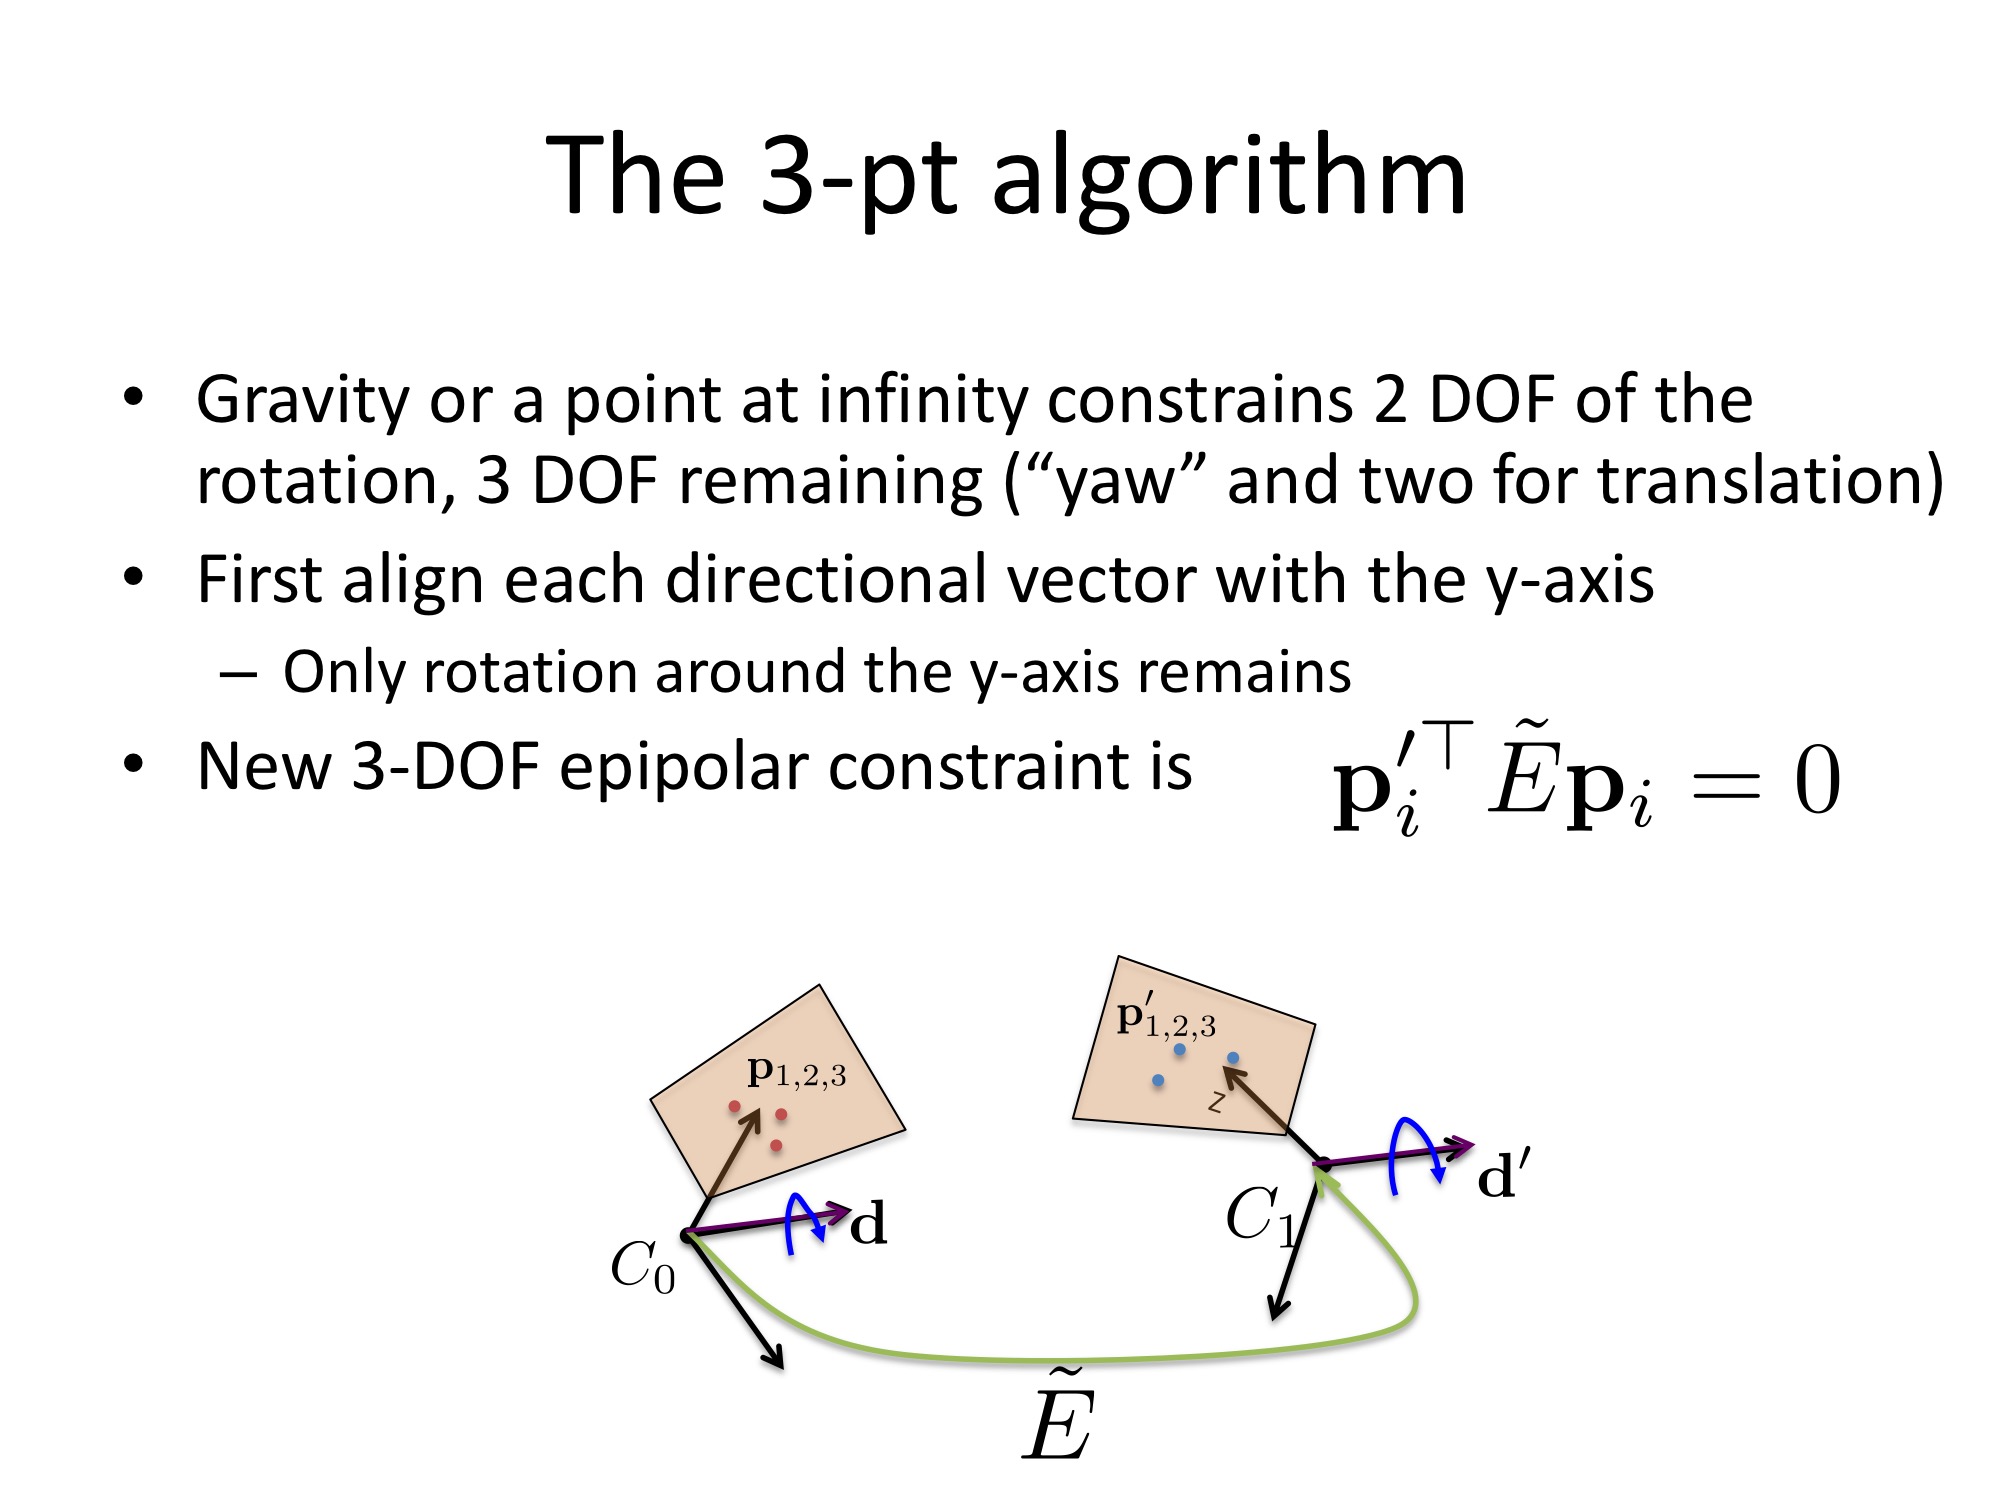 The 3-pt algorithm
• Gravity or a point at infinity constrains 2 DOF of the
rotation, 3 DOF remaining (“yaw” and two for translation)
• First align each directional vector with the y-axis
– Only rotation around the y-axis remains
• New 3-DOF epipolar constraint is
$\mathbf{p}_i'^{\top} \tilde{E} \mathbf{p}_i = 0$
$\mathbf{p}'_{1,2,3}$
$\mathbf{p}_{1,2,3}$
z
$\mathbf{d}'$
$\mathbf{d}$
$C_1$
$C_0$
$\tilde{E}$